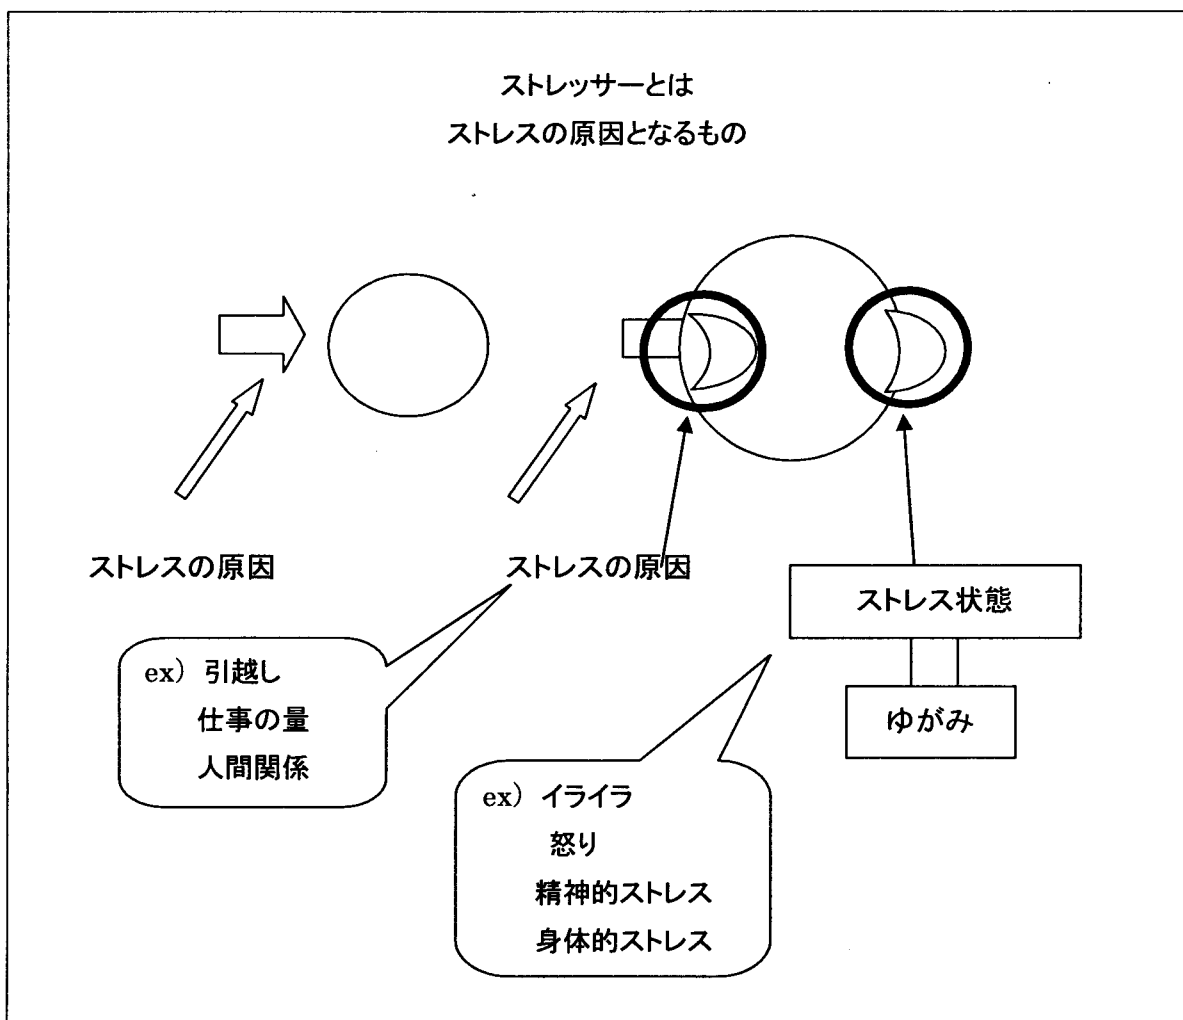 ストレッサーとは
ストレスの原因となるもの
ストレスの原因
ストレスの原因
ストレス状態
ゆがみ
ex）引越し
仕事の量
人間関係
ex）イライラ
怒り
精神的ストレス
身体的ストレス